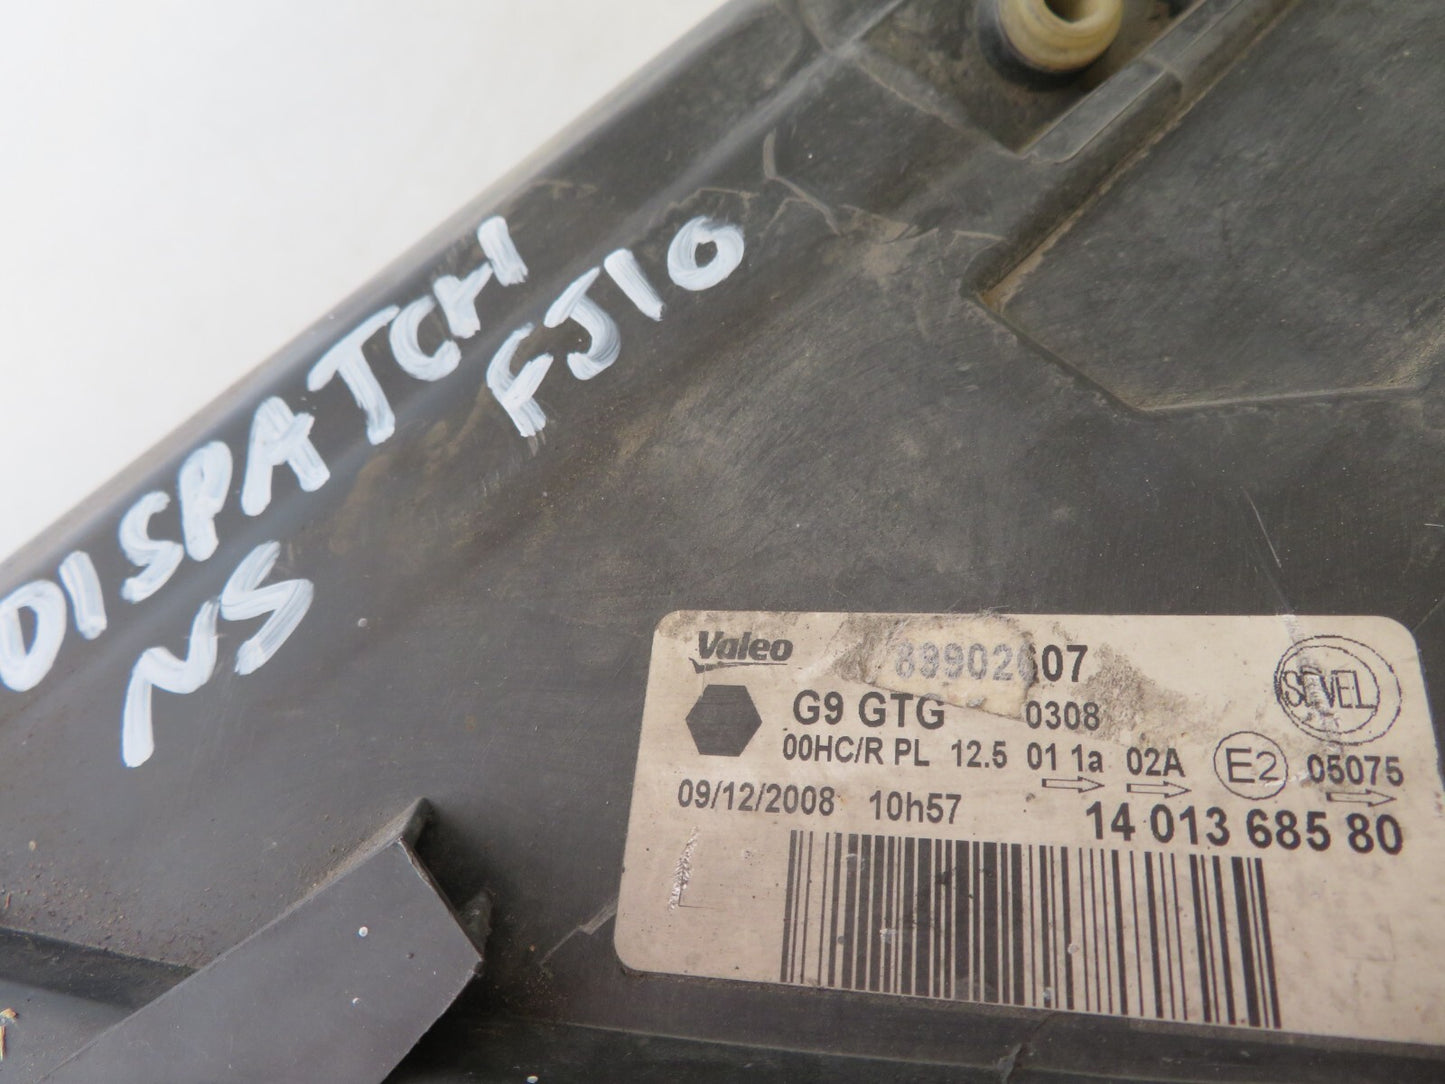 DISPATCH
FJ10
NS
Valeo 89902607
SEVEL
G9 GTG 0308
00HC/R PL 12.5 01 1a 02A E2 05075
09/12/2008 10h57 14 013 685 80
L